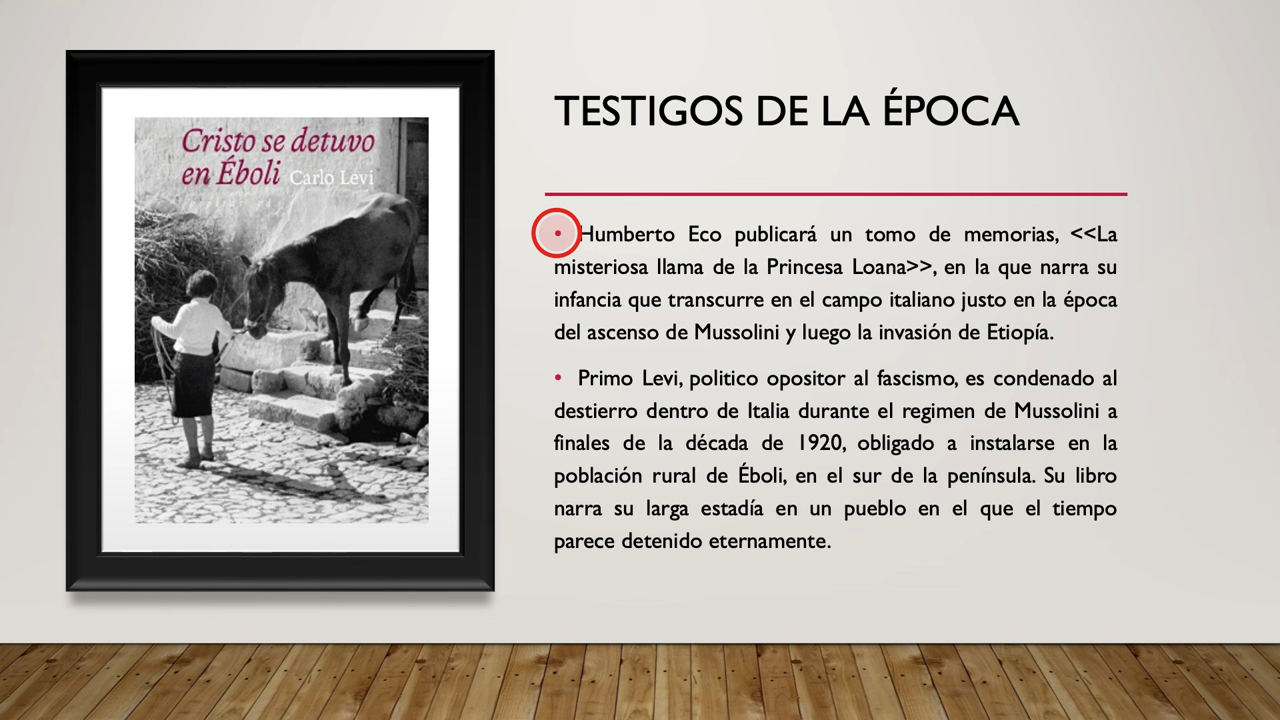 Cristo se detuvo
en Éboli Carlo Levi
TESTIGOS DE LA ÉPOCA
• Humberto Eco publicará un tomo de memorias, <<La
misteriosa llama de la Princesa Loana>>, en la que narra su
infancia que transcurre en el campo italiano justo en la época
del ascenso de Mussolini y luego la invasión de Etiopía.
• Primo Levi, politico opositor al fascismo, es condenado al
destierro dentro de Italia durante el regimen de Mussolini a
finales de la década de 1920, obligado a instalarse en la
población rural de Éboli, en el sur de la península. Su libro
narra su larga estadía en un pueblo en el que el tiempo
parece detenido eternamente.